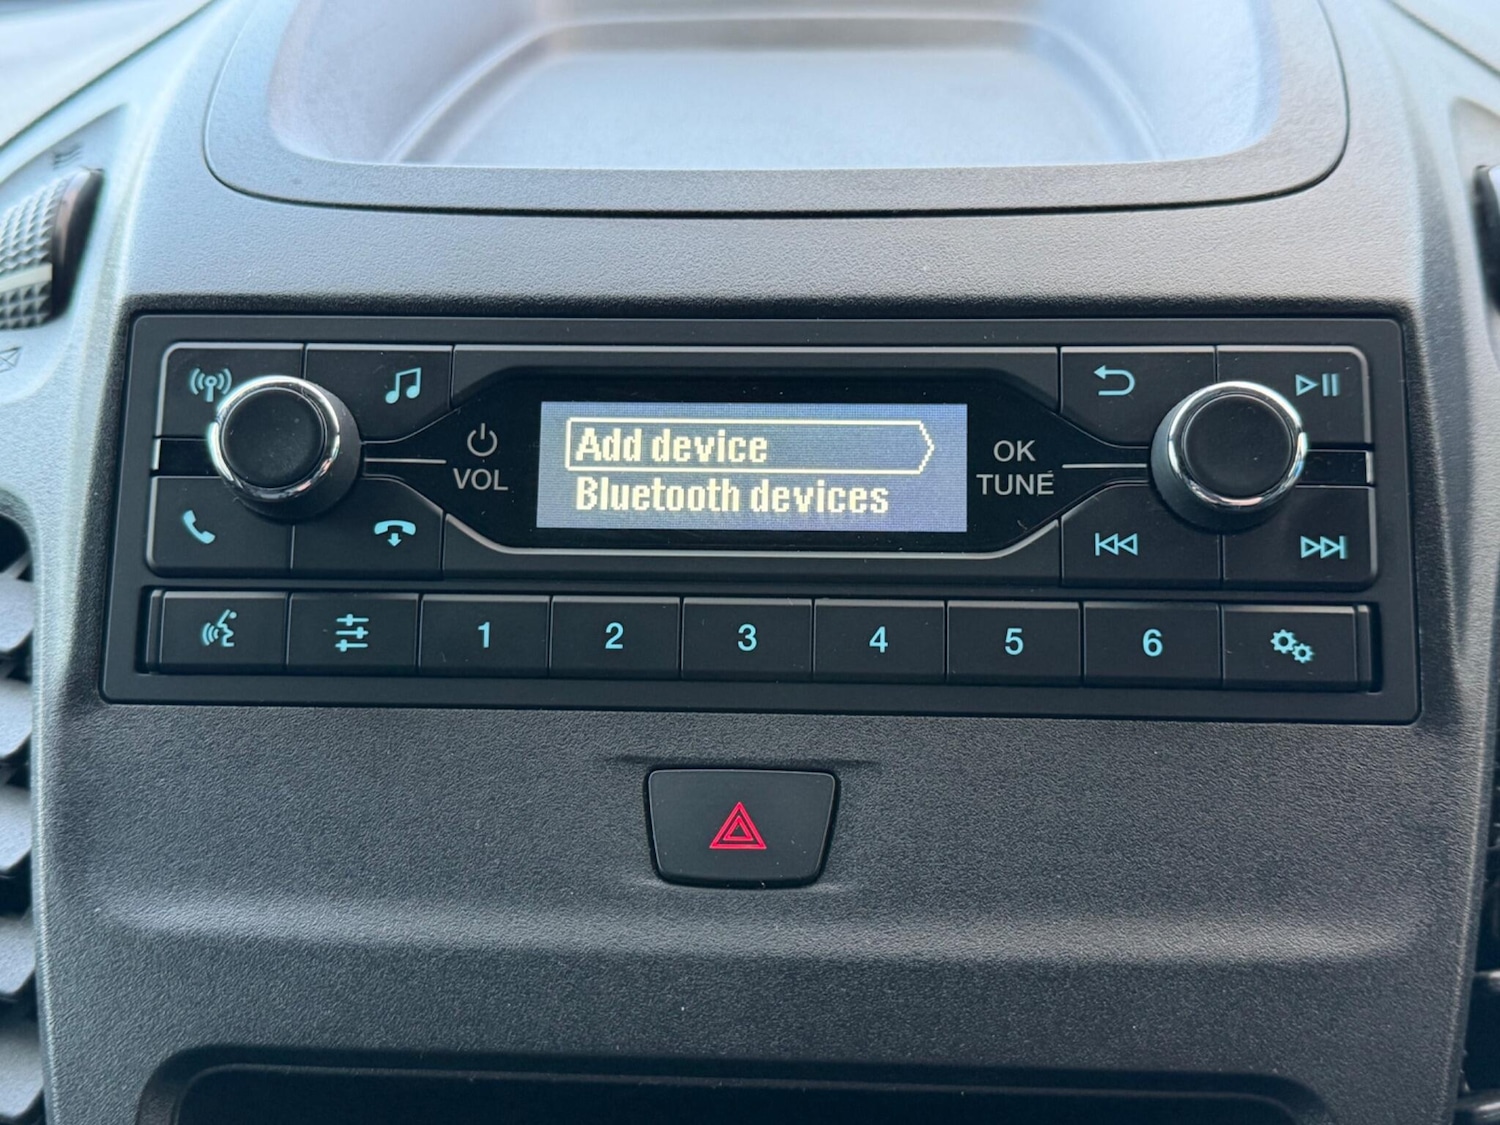 Add device
Bluetooth devices
VOL
OK
TUNE
1 2 3 4 5 6